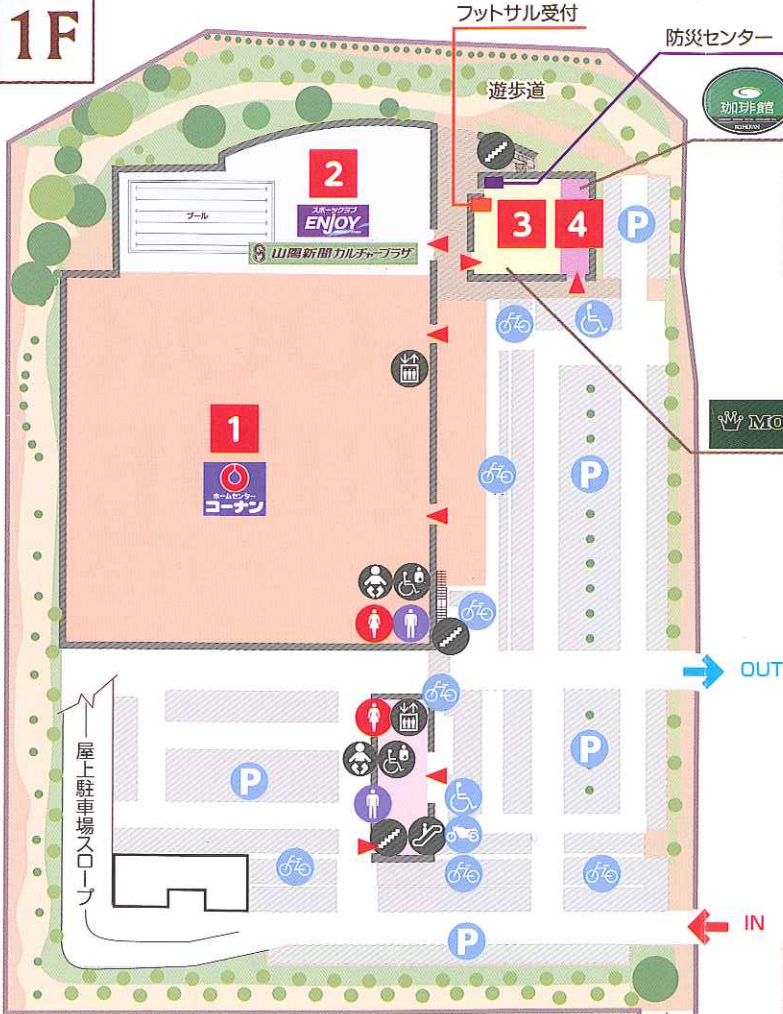 1F
フットサル受付
防災センター
遊歩道
珈琲館
KOHIKAN
2
スポーツクラブ
ENJOY
プール
山陽新聞カルチャープラザ
3
4
P
MO
1
ホームセンター
コーナン
P
OUT
P
P
屋上駐車場スロープ
P
IN